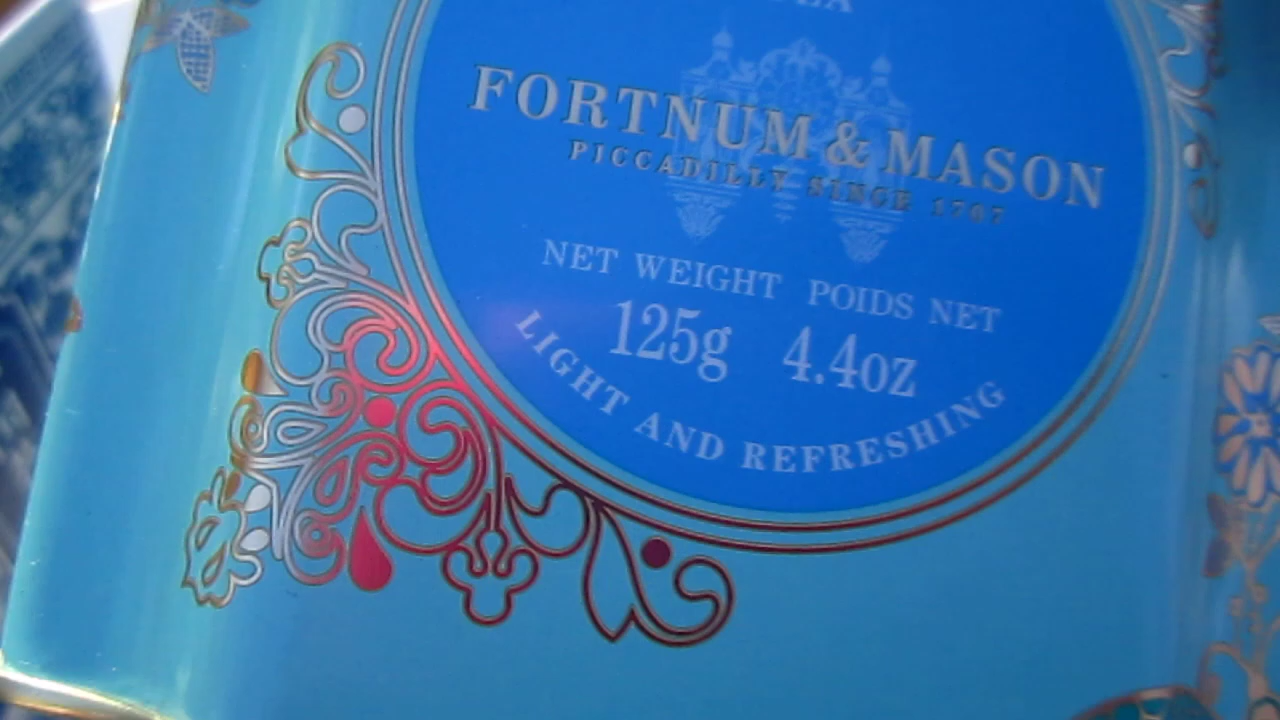 FORTNUM & MASON
PICCADILLY SINCE 1707
NET WEIGHT POIDS NET
125g 4.4oz
LIGHT AND REFRESHING